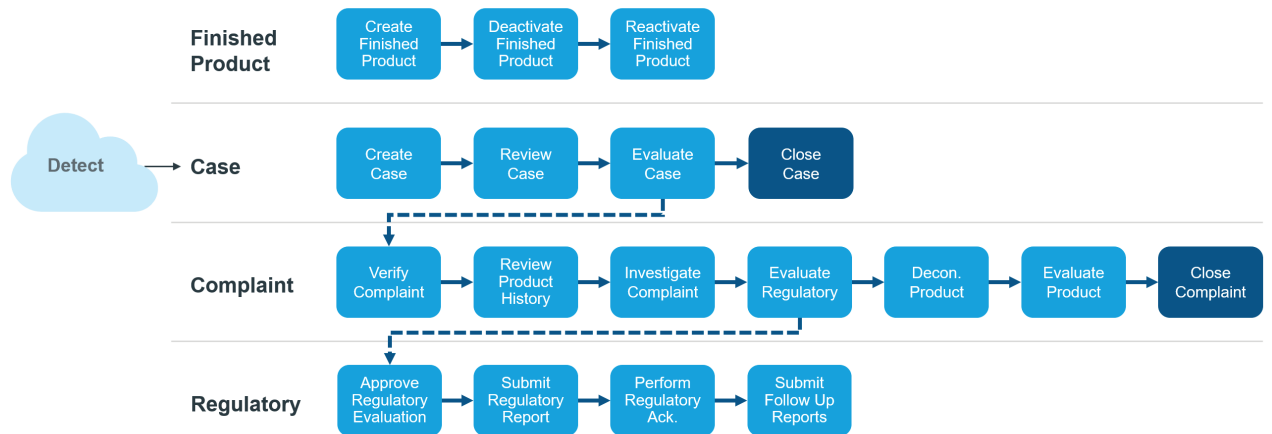 Finished
Product
Create
Finished
Product
Deactivate
Finished
Product
Reactivate
Finished
Product
Detect
Case
Create
Case
Review
Case
Evaluate
Case
Close
Case
Complaint
Verify
Complaint
Review
Product
History
Investigate
Complaint
Evaluate
Regulatory
Decon.
Product
Evaluate
Product
Close
Complaint
Regulatory
Approve
Regulatory
Evaluation
Submit
Regulatory
Report
Perform
Regulatory
Ack.
Submit
Follow Up
Reports